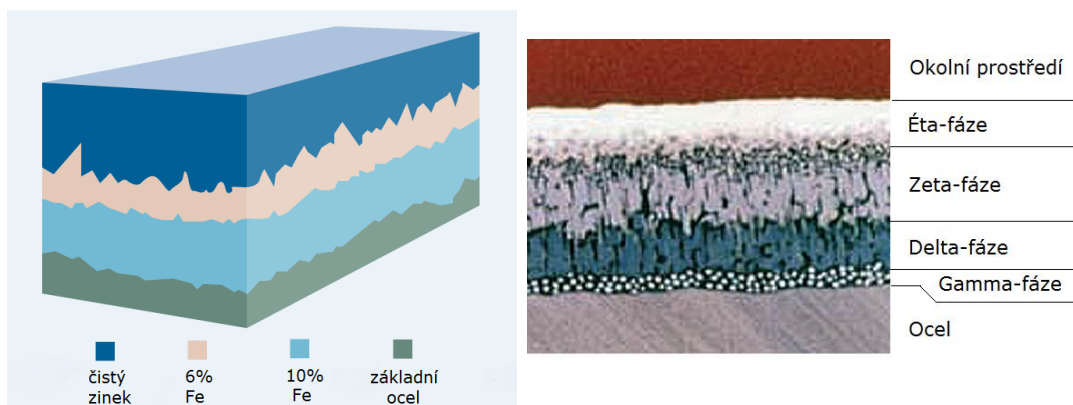 čistý
zinek
6%
Fe
10%
Fe
základní
ocel
Okolní prostředí
Éta-fáze
Zeta-fáze
Delta-fáze
Gamma-fáze
Ocel